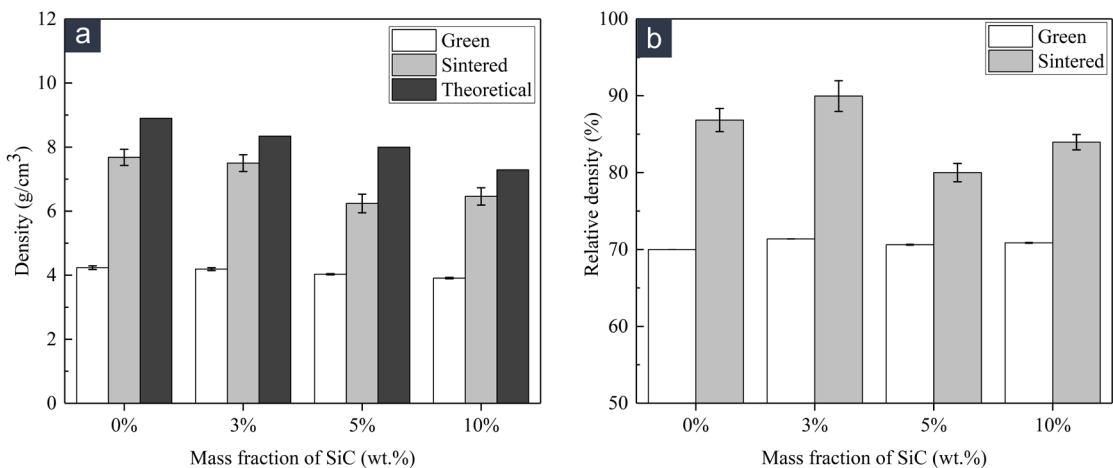 a
Green
Sintered
Theoretical
12
10
8
6
4
2
0
Density (g/cm³)
0%
3%
5%
10%
Mass fraction of SiC (wt.%)
b
Green
Sintered
100
90
80
70
60
50
Relative density (%)
0%
3%
5%
10%
Mass fraction of SiC (wt.%)